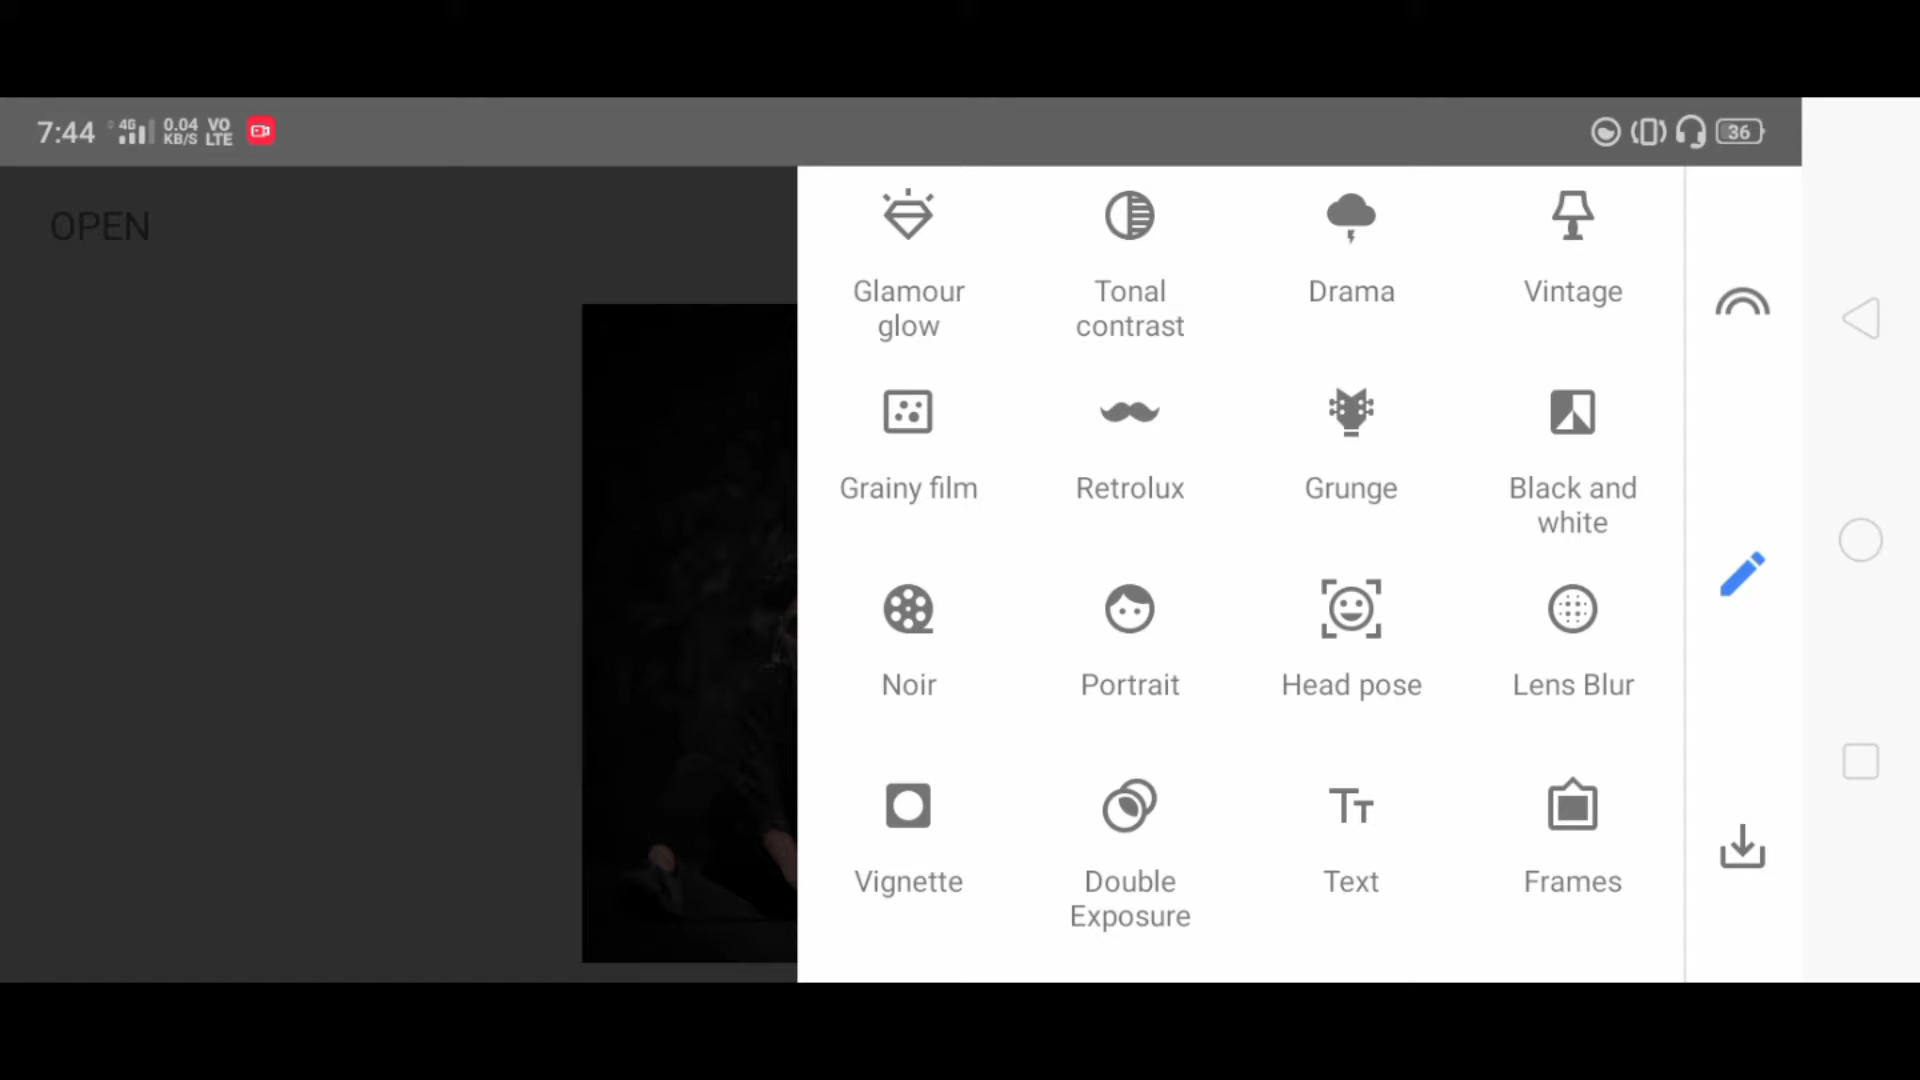 7:44 4G 0.04 KB/S VO LTE 36
OPEN
Glamour glow
Tonal contrast
Drama
Vintage
Grainy film
Retrolux
Grunge
Black and white
Noir
Portrait
Head pose
Lens Blur
Vignette
Double Exposure
Text
Frames